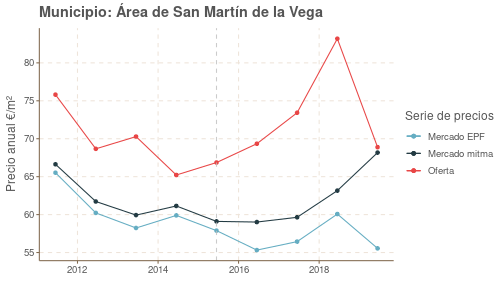 Municipio: Área de San Martín de la Vega
Precio anual €/m²
80
75
70
65
60
55
2012
2014
2016
2018
Serie de precios
Mercado EPF
Mercado mitma
Oferta